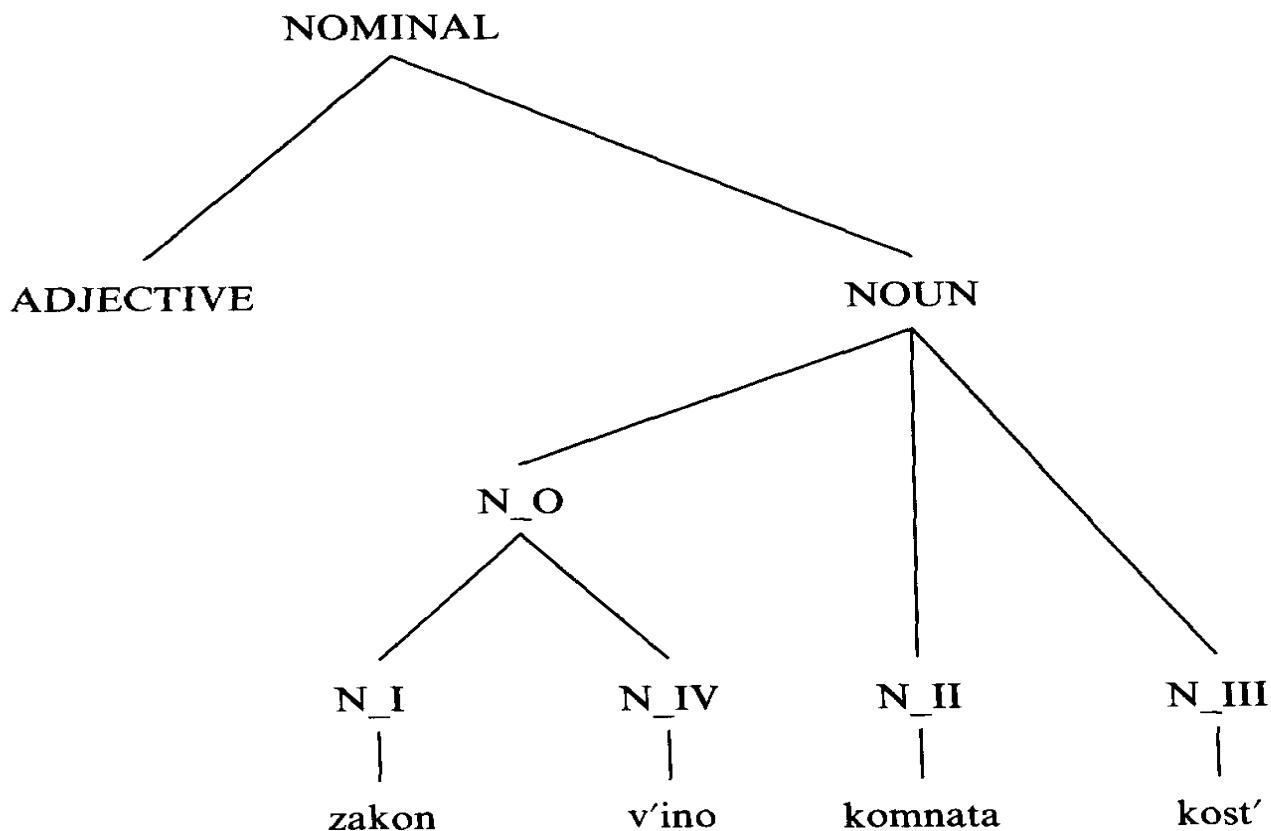 NOMINAL
ADJECTIVE
NOUN
N_O
N_I N_IV N_II N_III
zakon v′ino komnata kost′